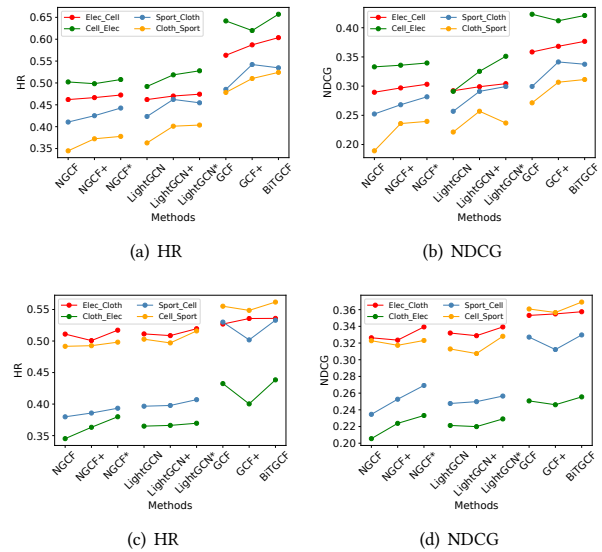 Elec_Cell Sport_Cloth
Cell_Elec Cloth_Sport
HR
0.65
0.60
0.55
0.50
0.45
0.40
0.35
NGCF NGCF+ NGCF* LightGCN LightGCN+ LightGCN* GCF GCF+ BiTGCF
Methods
(a) HR
Elec_Cell Sport_Cloth
Cell_Elec Cloth_Sport
NDCG
0.40
0.35
0.30
0.25
0.20
NGCF NGCF+ NGCF* LightGCN LightGCN+ LightGCN* GCF GCF+ BiTGCF
Methods
(b) NDCG
Elec_Cloth Sport_Cell
Cloth_Elec Cell_Sport
HR
0.55
0.50
0.45
0.40
0.35
NGCF NGCF+ NGCF* LightGCN LightGCN+ LightGCN* GCF GCF+ BiTGCF
Methods
(c) HR
Elec_Cloth Sport_Cell
Cloth_Elec Cell_Sport
NDCG
0.36
0.34
0.32
0.30
0.28
0.26
0.24
0.22
0.20
NGCF NGCF+ NGCF* LightGCN LightGCN+ LightGCN* GCF GCF+ BiTGCF
Methods
(d) NDCG